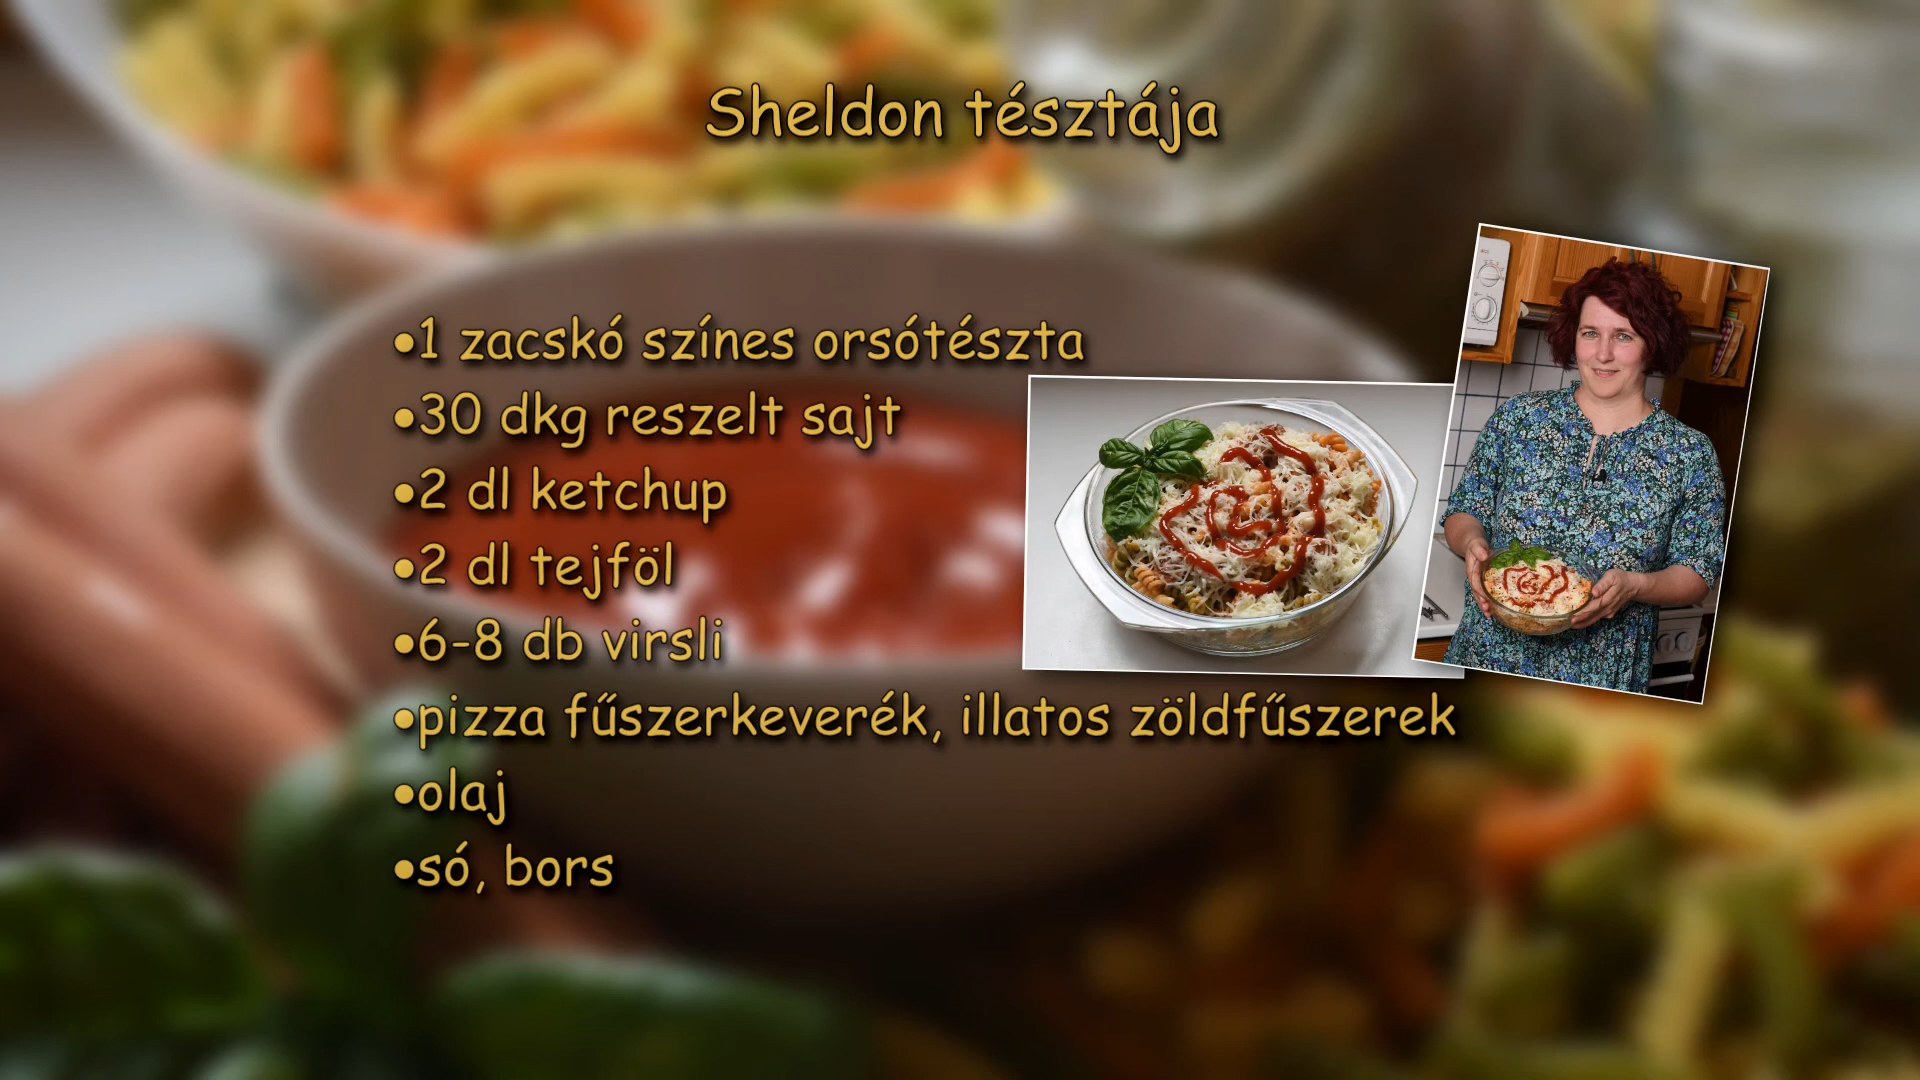 Sheldon tésztája
•1 zacskó színes orsótészta
•30 dkg reszelt sajt
•2 dl ketchup
•2 dl tejföl
•6-8 db virsli
•pizza fűszerkeverék, illatos zöldfűszerek
•olaj
•só, bors